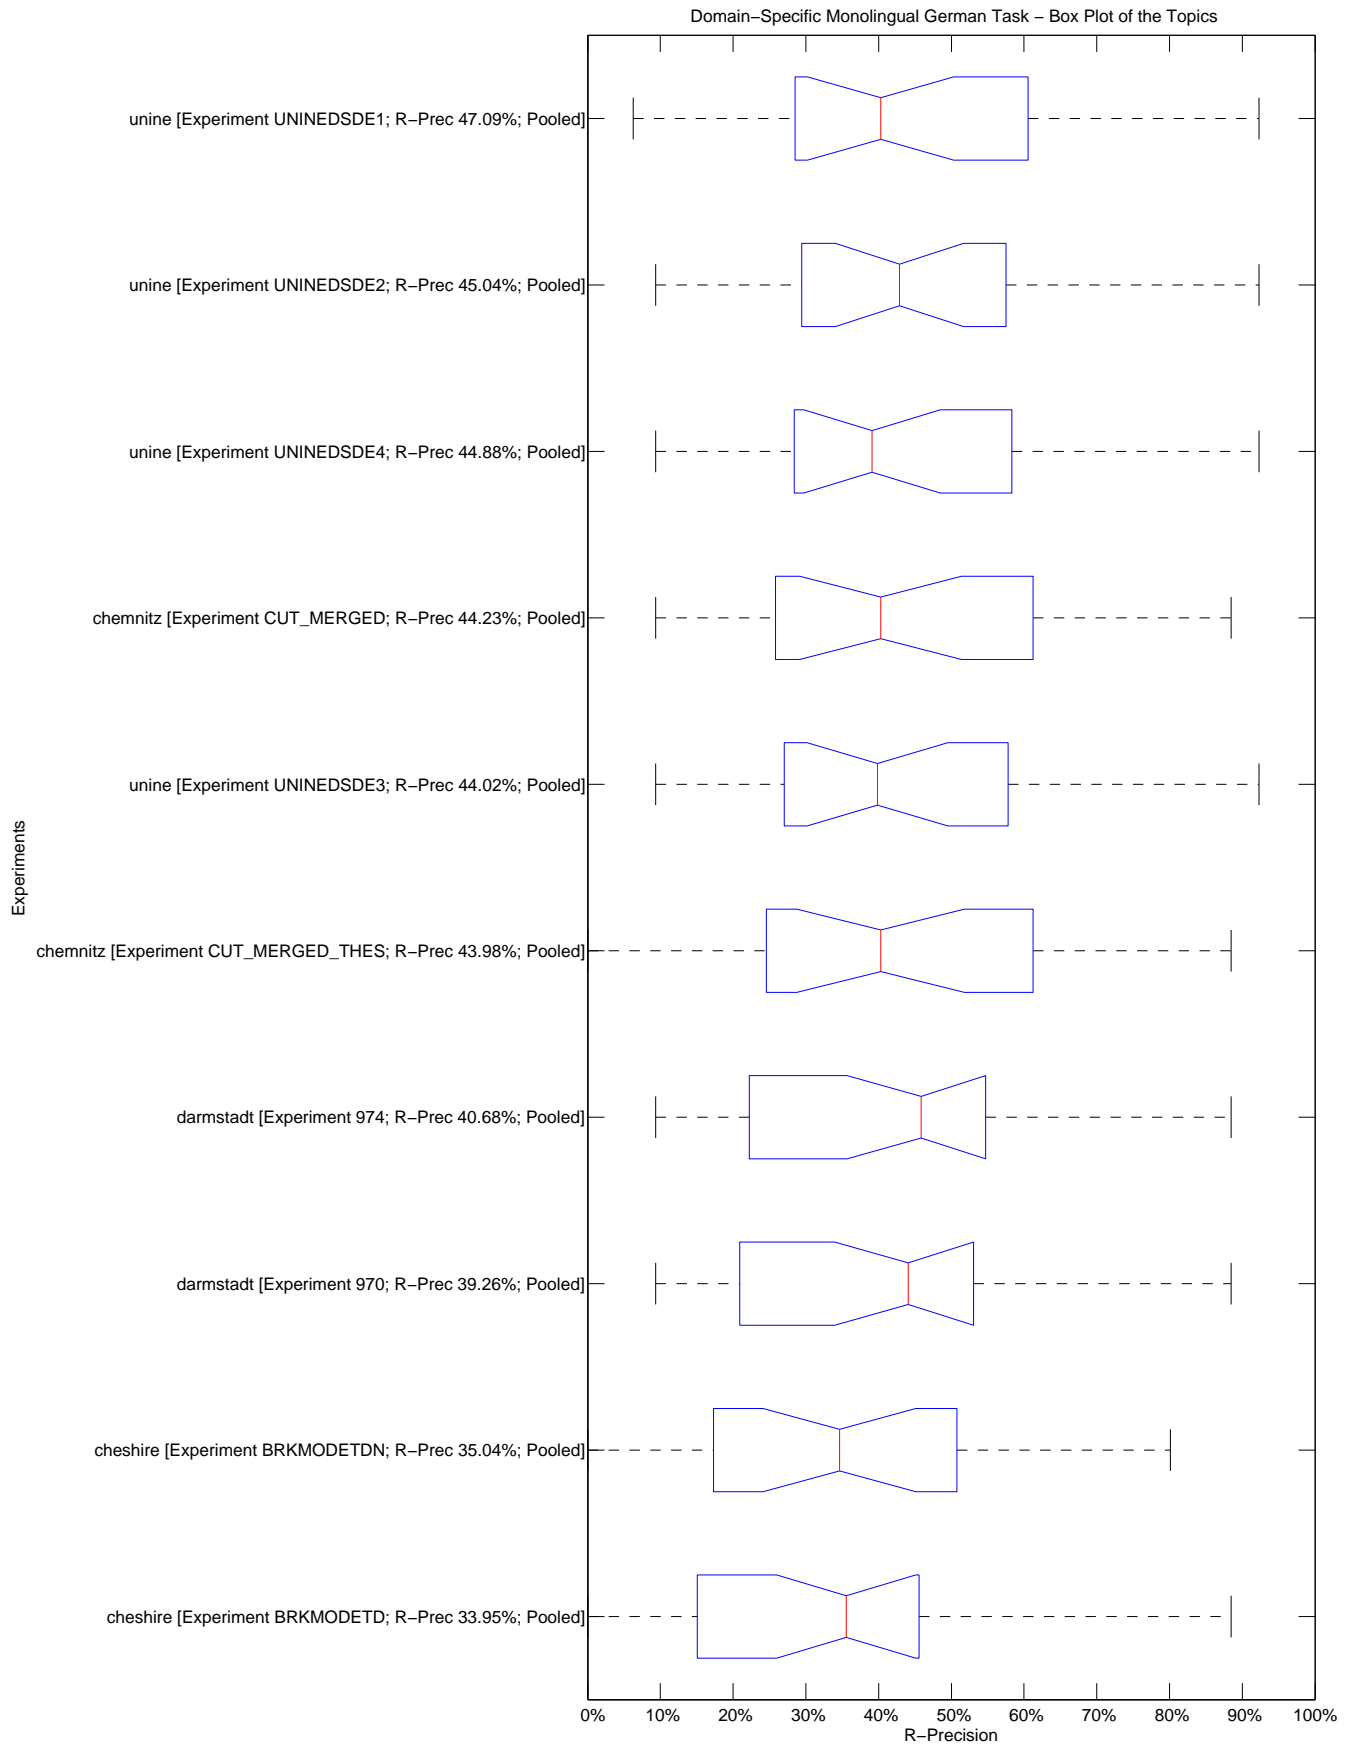 Domain−Specific Monolingual German Task − Box Plot of the Topics
unine [Experiment UNINEDSDE1; R−Prec 47.09%; Pooled]
unine [Experiment UNINEDSDE2; R−Prec 45.04%; Pooled]
unine [Experiment UNINEDSDE4; R−Prec 44.88%; Pooled]
chemnitz [Experiment CUT_MERGED; R−Prec 44.23%; Pooled]
unine [Experiment UNINEDSDE3; R−Prec 44.02%; Pooled]
Experiments
chemnitz [Experiment CUT_MERGED_THES; R−Prec 43.98%; Pooled]
darmstadt [Experiment 974; R−Prec 40.68%; Pooled]
darmstadt [Experiment 970; R−Prec 39.26%; Pooled]
cheshire [Experiment BRKMODETDN; R−Prec 35.04%; Pooled]
cheshire [Experiment BRKMODETD; R−Prec 33.95%; Pooled]
0% 10% 20% 30% 40% 50% 60% 70% 80% 90% 100%
R−Precision